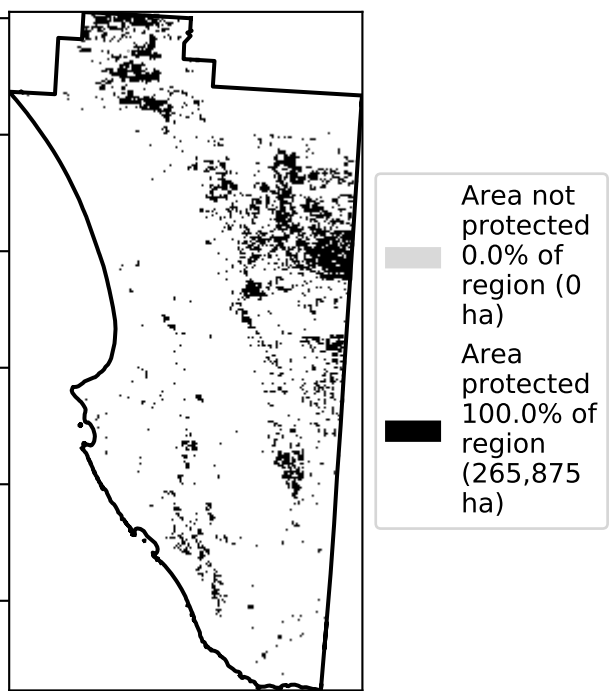 Area not
protected
0.0% of
region (0
ha)
Area
protected
100.0% of
region
(265,875
ha)